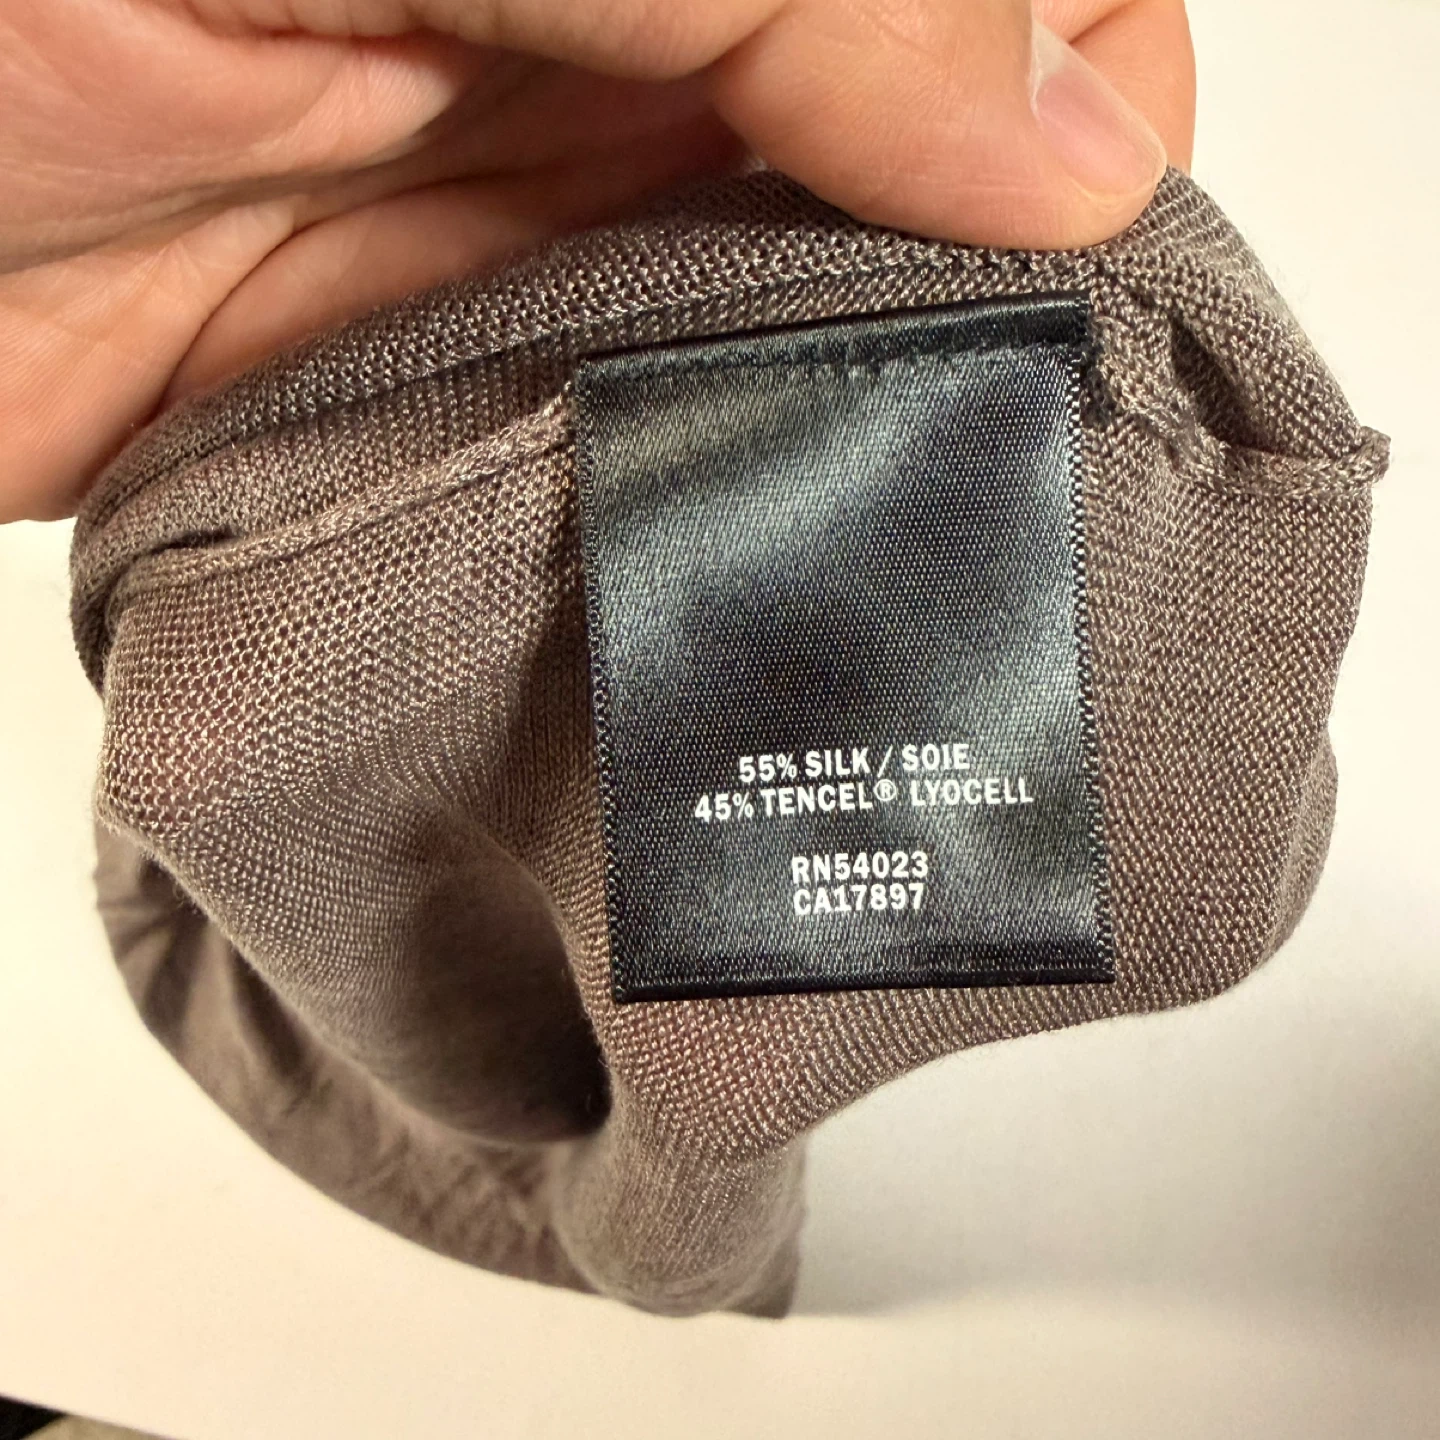 55% SILK / SOIE
45% TENCEL® LYOCELL
RN54023
CA17897